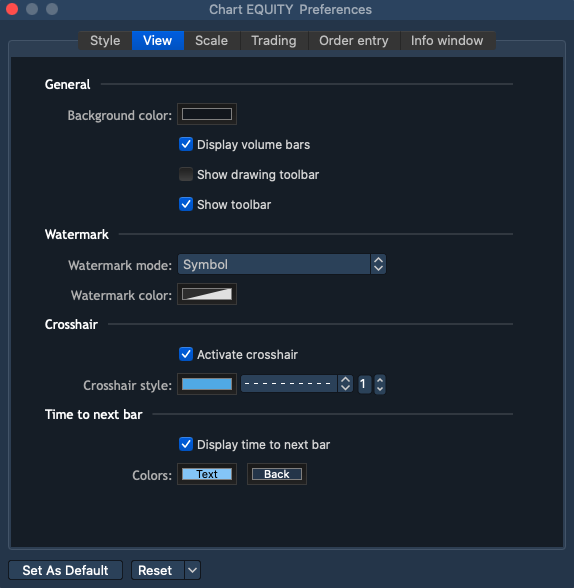 Chart EQUITY Preferences
Style View Scale Trading Order entry Info window
General
Background color:
Display volume bars
Show drawing toolbar
Show toolbar
Watermark
Watermark mode: Symbol
Watermark color:
Crosshair
Activate crosshair
Crosshair style: 1
Time to next bar
Display time to next bar
Colors: Text Back
Set As Default Reset